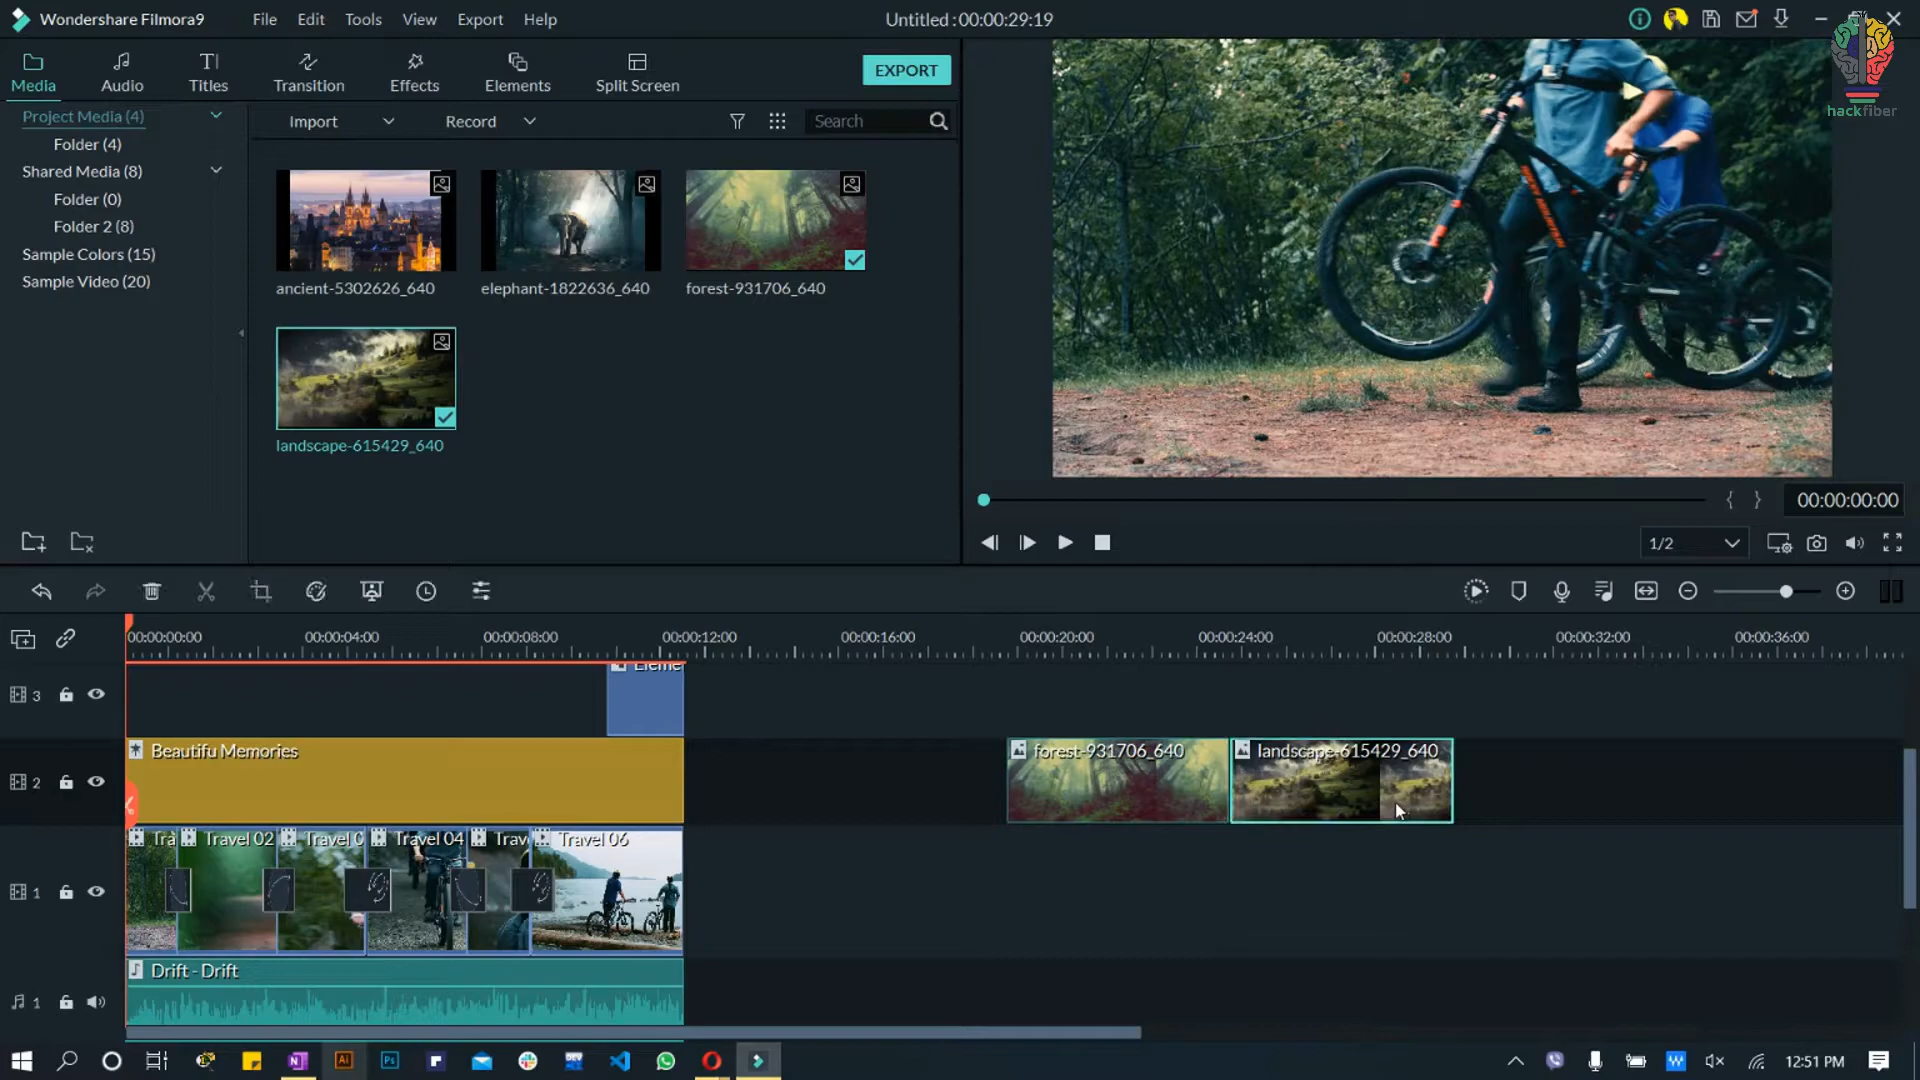 Wondershare Filmora9 File Edit Tools View Export Help Untitled : 00:00:29:19
Media Audio Titles Transition Effects Elements Split Screen EXPORT
hackfiber
Project Media (4)
Folder (4)
Shared Media (8)
Folder (0)
Folder 2 (8)
Sample Colors (15)
Sample Video (20)
Import Record Search
ancient-5302626_640 elephant-1822636_640 forest-931706_640
landscape-615429_640
00:00:00:00
1/2
00:00:00:00 00:00:04:00 00:00:08:00 00:00:12:00 00:00:16:00 00:00:20:00 00:00:24:00 00:00:28:00 00:00:32:00 00:00:36:00
3 Eleme
2 Beautifu Memories forest-931706_640 landscape-615429_640
1 Tra Travel 02 Travel 0 Travel 04 Trav Travel 06
1 Drift - Drift
N Ai Ps DEV W 12:51 PM